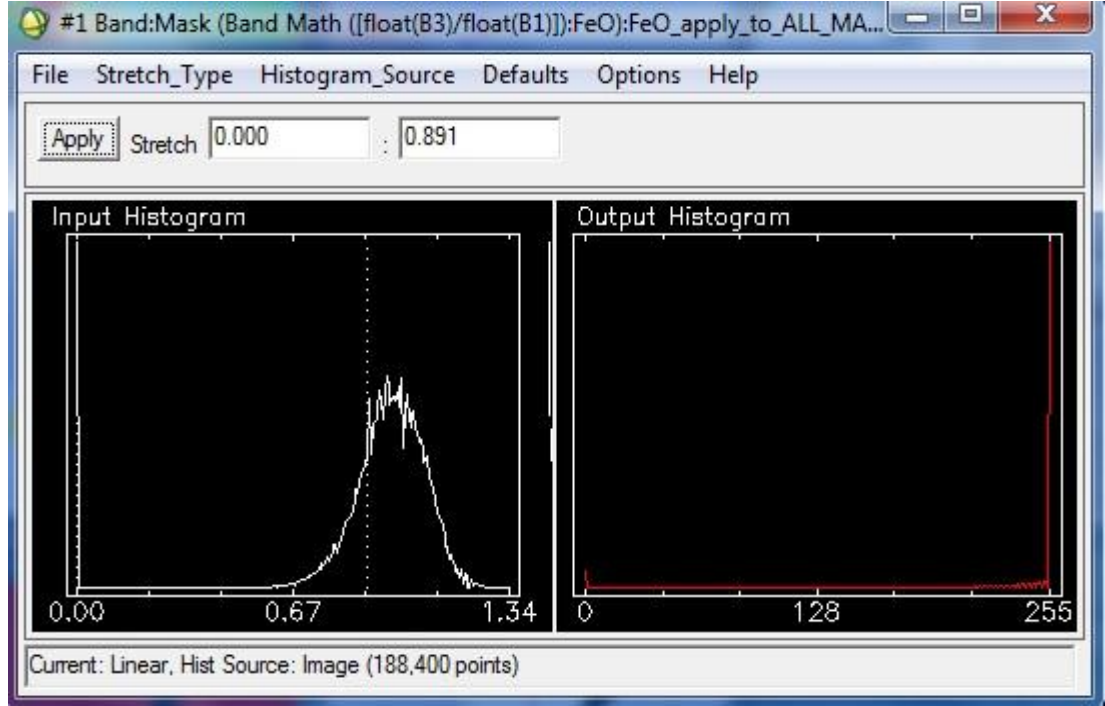 #1 Band:Mask (Band Math ([float(B3)/float(B1)]):FeO):FeO_apply_to_ALL_MA...
File Stretch_Type Histogram_Source Defaults Options Help
Apply Stretch 0.000 : 0.891
Input Histogram Output Histogram
0.00 0.67 1.34 0 128 255
Current: Linear, Hist Source: Image (188,400 points)